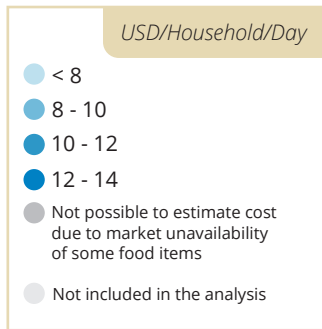 USD/Household/Day
< 8
8 - 10
10 - 12
12 - 14
Not possible to estimate cost
due to market unavailability
of some food items
Not included in the analysis